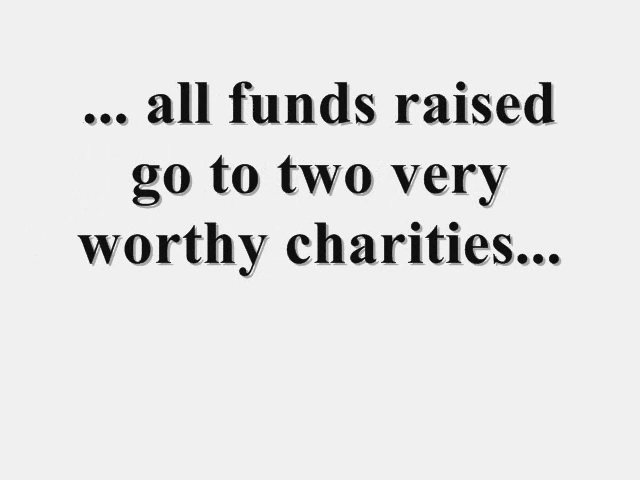 ... all funds raised
go to two very
worthy charities...